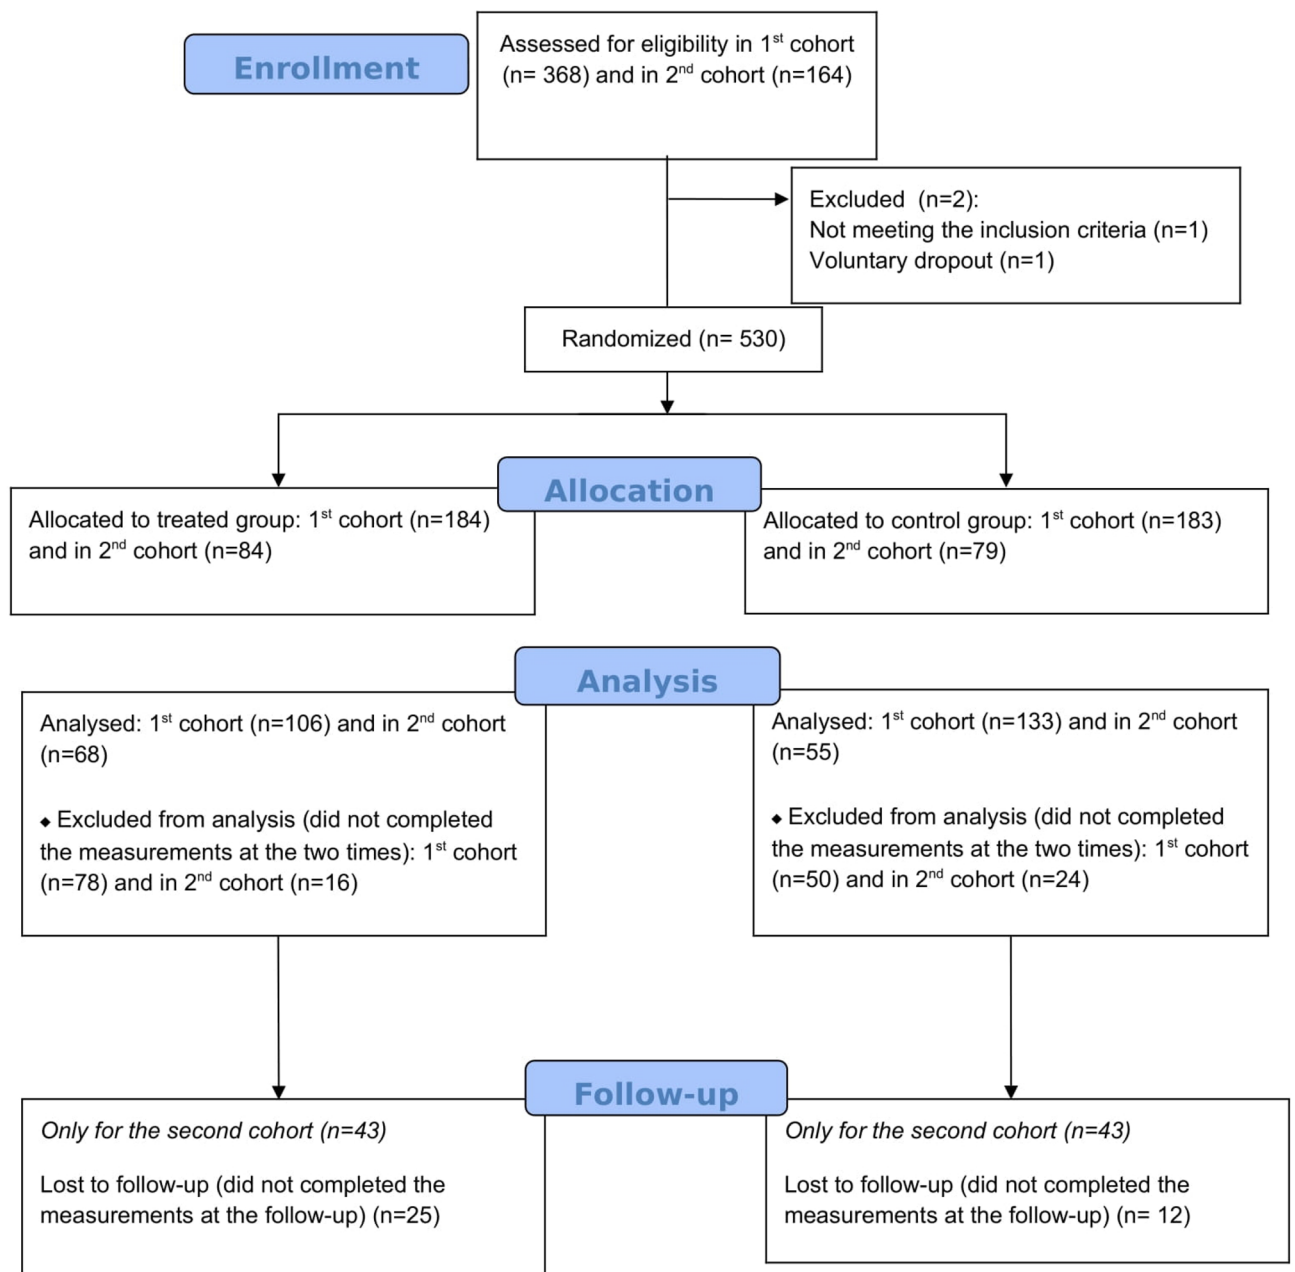 Enrollment
Assessed for eligibility in 1st cohort
(n= 368) and in 2nd cohort (n=164)
Excluded  (n=2):
Not meeting the inclusion criteria (n=1)
Voluntary dropout (n=1)
Randomized (n= 530)
Allocation
Allocated to treated group: 1st cohort (n=184)
and in 2nd cohort (n=84)
Allocated to control group: 1st cohort (n=183)
and in 2nd cohort (n=79)
Analysis
Analysed: 1st cohort (n=106) and in 2nd cohort
(n=68)
◆ Excluded from analysis (did not completed
the measurements at the two times): 1st cohort
(n=78) and in 2nd cohort (n=16)
Analysed: 1st cohort (n=133) and in 2nd cohort
(n=55)
◆ Excluded from analysis (did not completed
the measurements at the two times): 1st cohort
(n=50) and in 2nd cohort (n=24)
Follow-up
Only for the second cohort (n=43)
Lost to follow-up (did not completed the
measurements at the follow-up) (n=25)
Only for the second cohort (n=43)
Lost to follow-up (did not completed the
measurements at the follow-up) (n= 12)